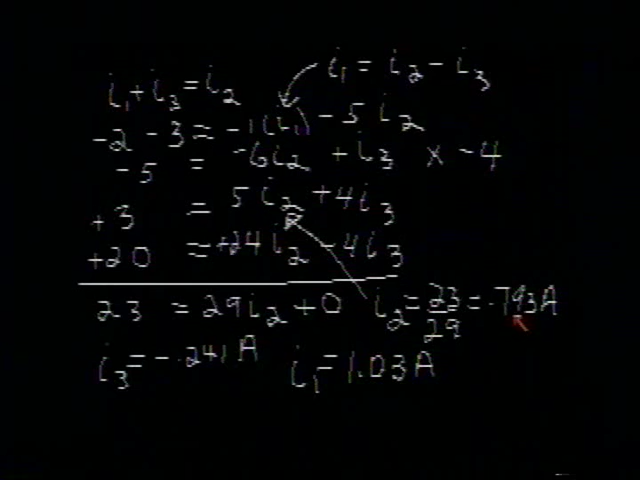 i₁ + i₃ = i₂    i₁ = i₂ - i₃
-2 - 3 = -1(i₁) - 5 i₂
-5 = -6i₂ + i₃ x -4
+3 = 5 i₂ + 4i₃
+20 = +24 i₂ - 4i₃
23 = 29i₂ + 0    i₂ = 23/29 = .793A
i₃ = -.241 A    i₁ = 1.03A